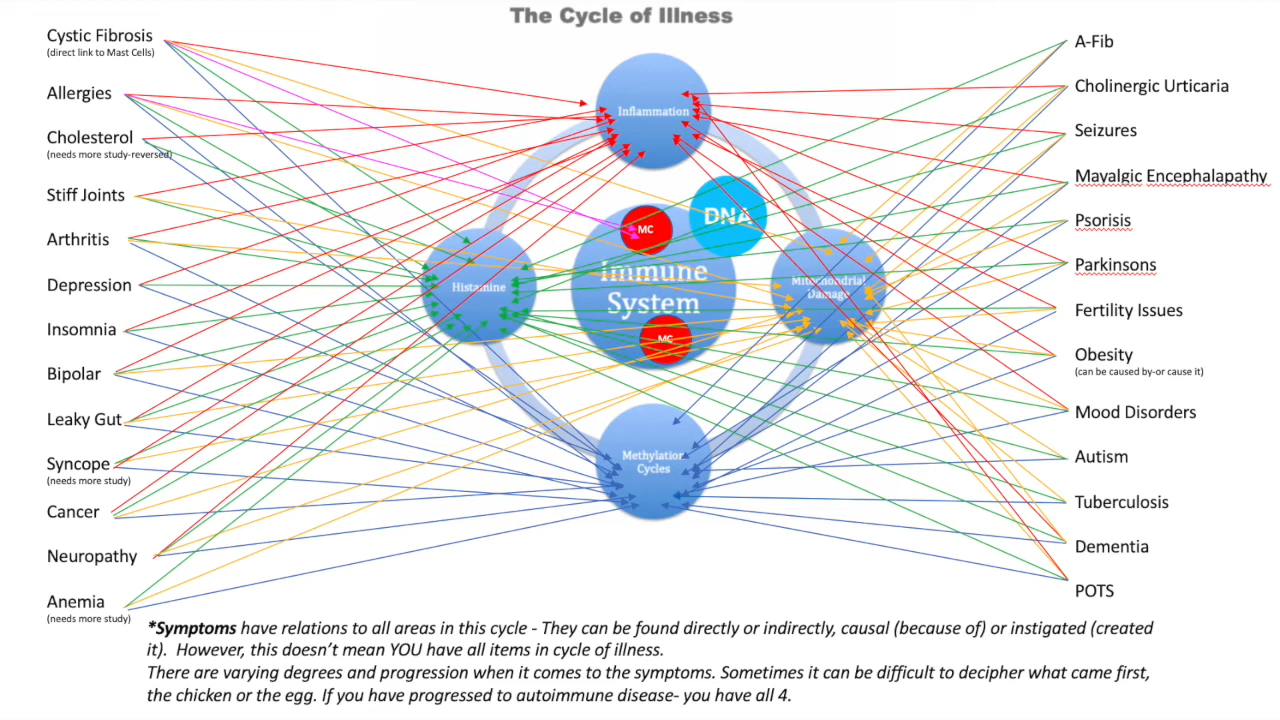 The Cycle of Illness
Cystic Fibrosis
(direct link to Mast Cells)
Allergies
Cholesterol
(needs more study-reversed)
Stiff Joints
Arthritis
Depression
Insomnia
Bipolar
Leaky Gut
Syncope
(needs more study)
Cancer
Neuropathy
Anemia
(needs more study)
Inflammation
DNA
MC
Immune
System
Histamine
Mitochondrial
Damage
MC
Methylation
Cycles
A-Fib
Cholinergic Urticaria
Seizures
Mayalgic Encephalapathy
Psorisis
Parkinsons
Fertility Issues
Obesity
(can be caused by-or cause it)
Mood Disorders
Autism
Tuberculosis
Dementia
POTS
*Symptoms have relations to all areas in this cycle - They can be found directly or indirectly, causal (because of) or instigated (created
it).  However, this doesn't mean YOU have all items in cycle of illness.
There are varying degrees and progression when it comes to the symptoms. Sometimes it can be difficult to decipher what came first,
the chicken or the egg. If you have progressed to autoimmune disease- you have all 4.